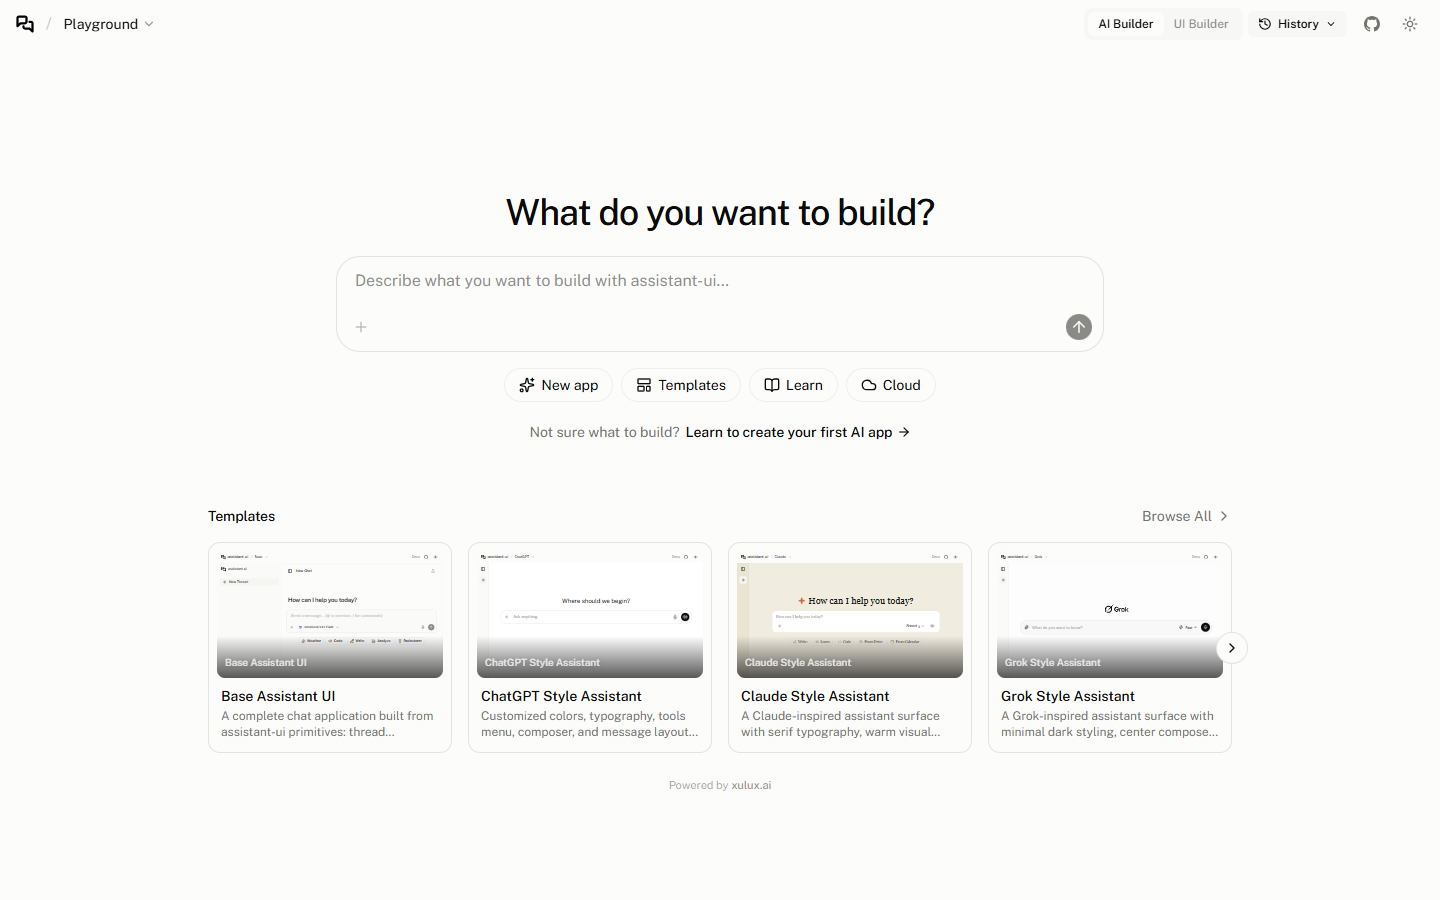 Playground
AI Builder
UI Builder
History
What do you want to build?
Describe what you want to build with assistant-ui...
New app
Templates
Learn
Cloud
Not sure what to build? Learn to create your first AI app
Templates
Browse All
How can I help you today?
Base Assistant UI
Where should we begin?
ChatGPT Style Assistant
How can I help you today?
Claude Style Assistant
Grok
Grok Style Assistant
Base Assistant UI
A complete chat application built from
assistant-ui primitives: thread...
ChatGPT Style Assistant
Customized colors, typography, tools
menu, composer, and message layout...
Claude Style Assistant
A Claude-inspired assistant surface
with serif typography, warm visual...
Grok Style Assistant
A Grok-inspired assistant surface with
minimal dark styling, center compose...
Powered by xulux.ai